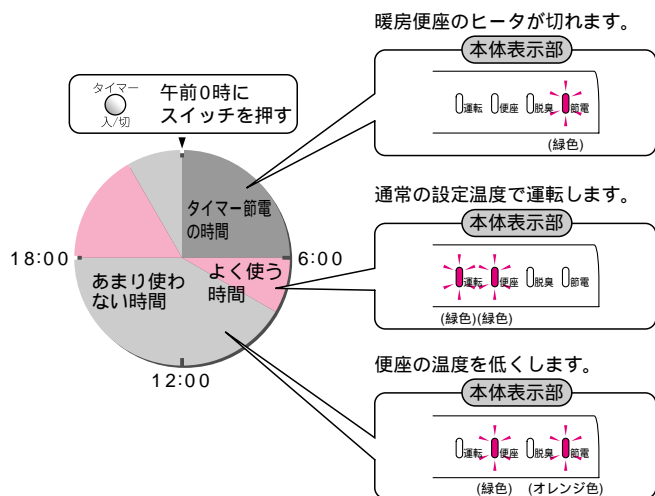 暖房便座のヒータが切れます。
本体表示部
運転 便座 脱臭 節電
(緑色)
タイマー
入/切
午前0時に
スイッチを押す
タイマー節電
の時間
18:00
6:00
よく使う
時間
あまり使わ
ない時間
12:00
通常の設定温度で運転します。
本体表示部
運転 便座 脱臭 節電
(緑色)(緑色)
便座の温度を低くします。
本体表示部
運転 便座 脱臭 節電
(緑色) (オレンジ色)